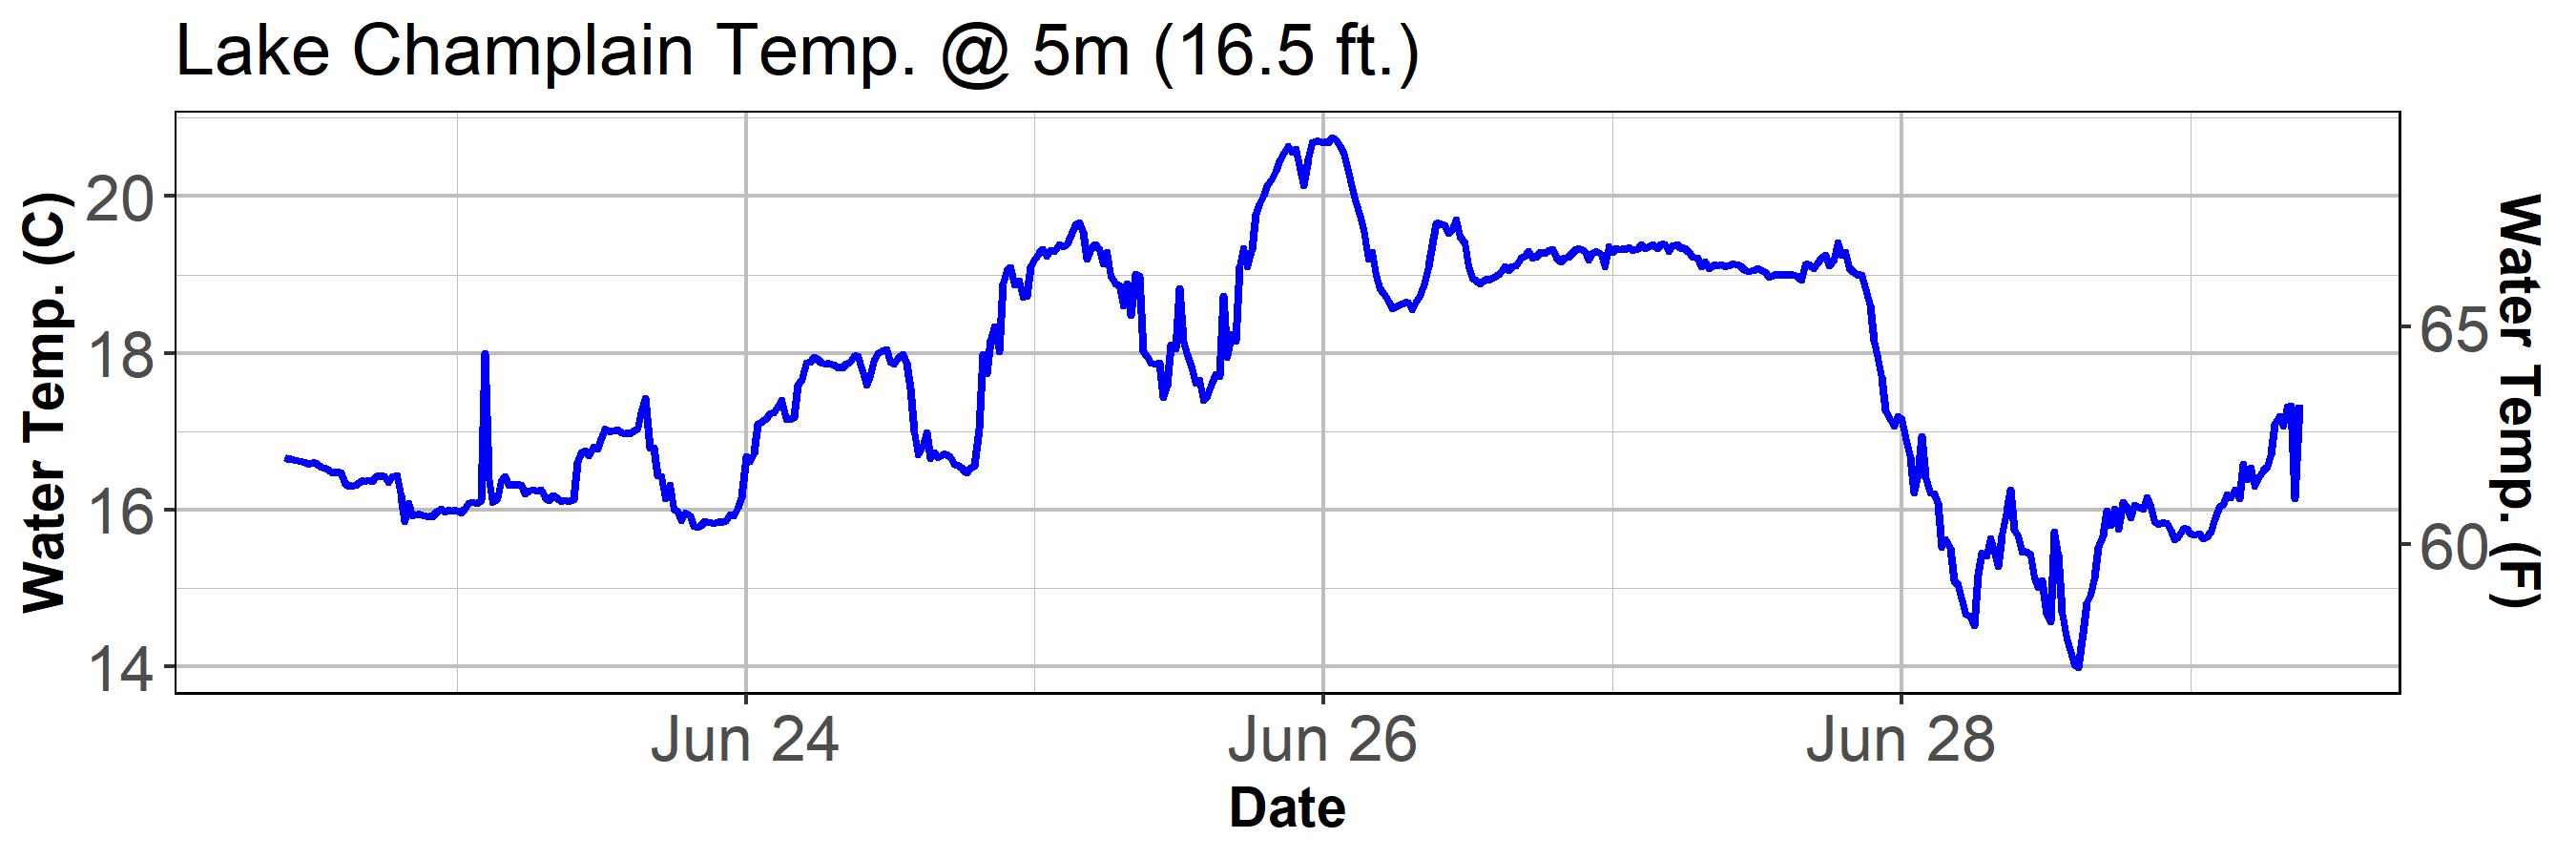 Lake Champlain Temp. @ 5m (16.5 ft.)
Water Temp. (C)
20
18
16
14
65
60
Water Temp. (F)
Jun 24
Jun 26
Jun 28
Date